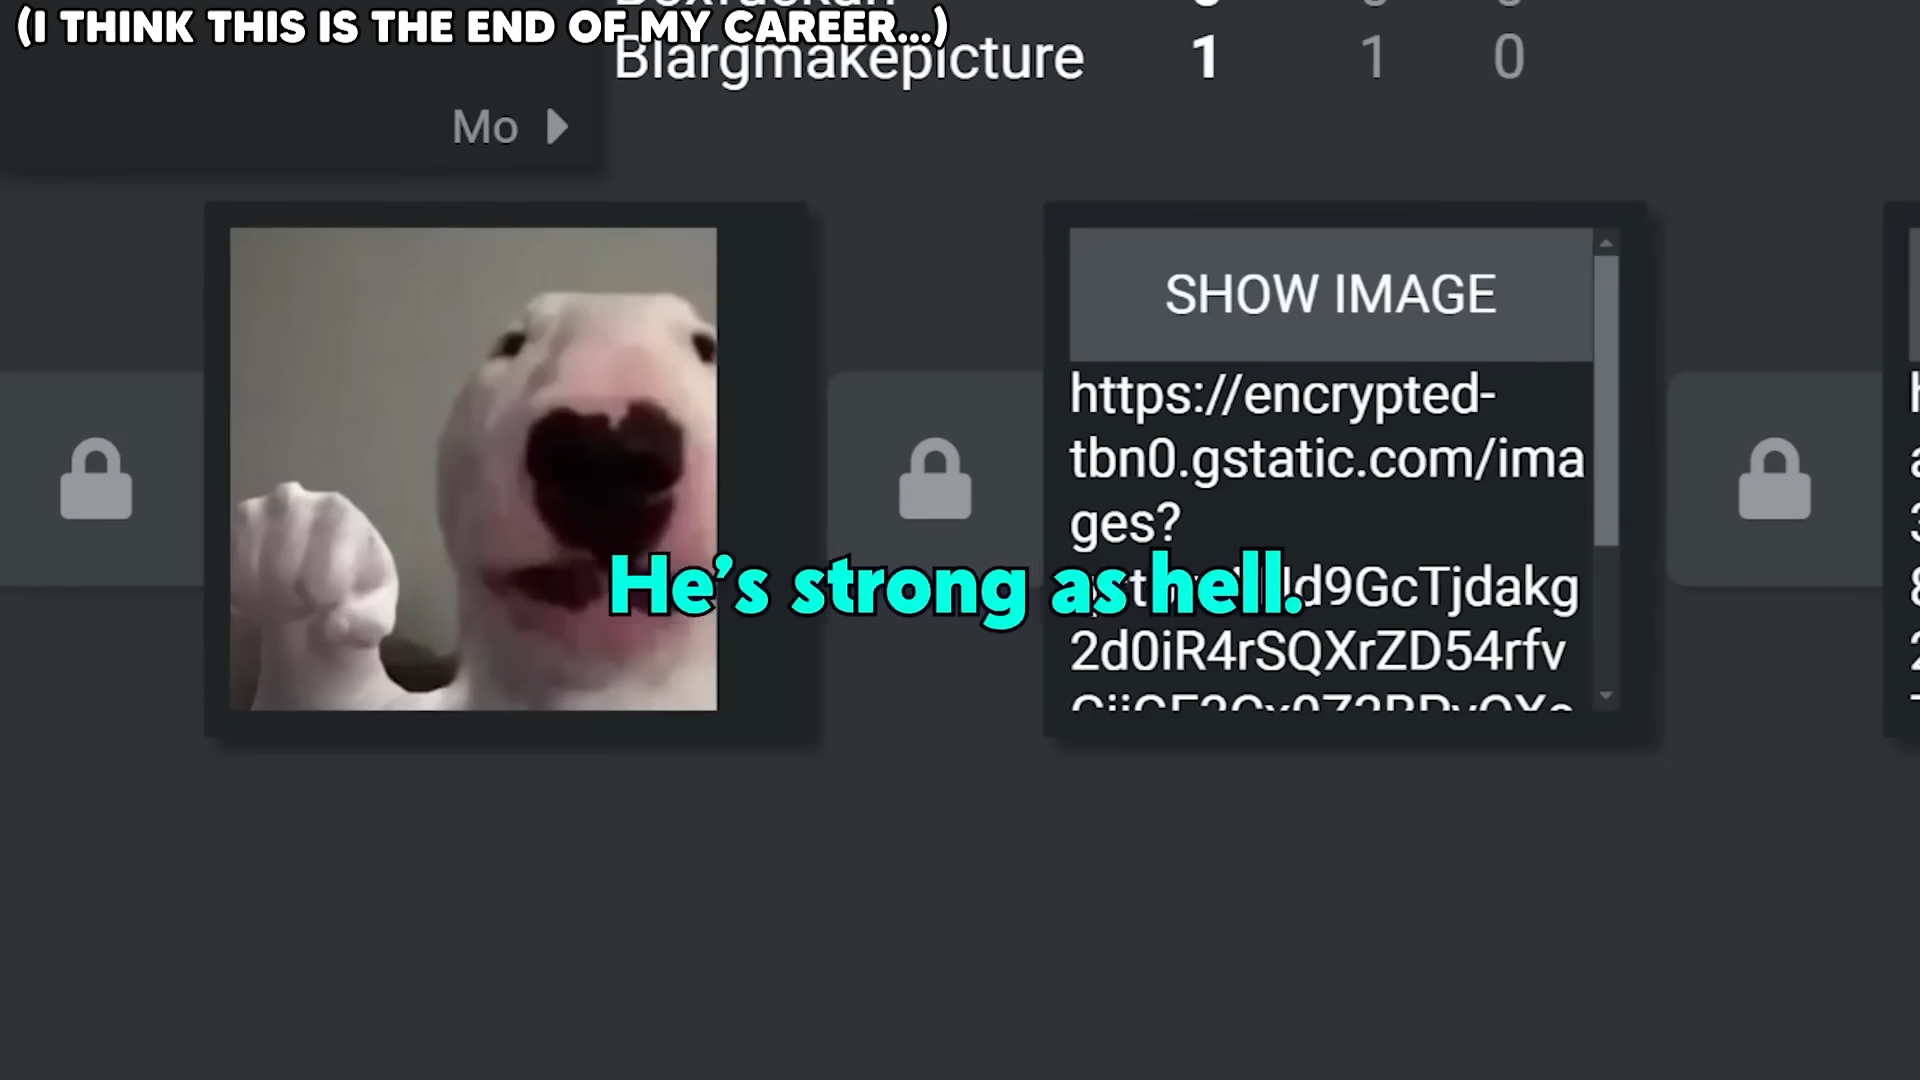 (I THINK THIS IS THE END OF MY CAREER...)
Blargmakepicture 1 1 0
Mo
SHOW IMAGE
https://encrypted-
tbn0.gstatic.com/ima
ges?
He's strong as hell.
d9GcTjdakg
2d0iR4rSQXrZD54rfv